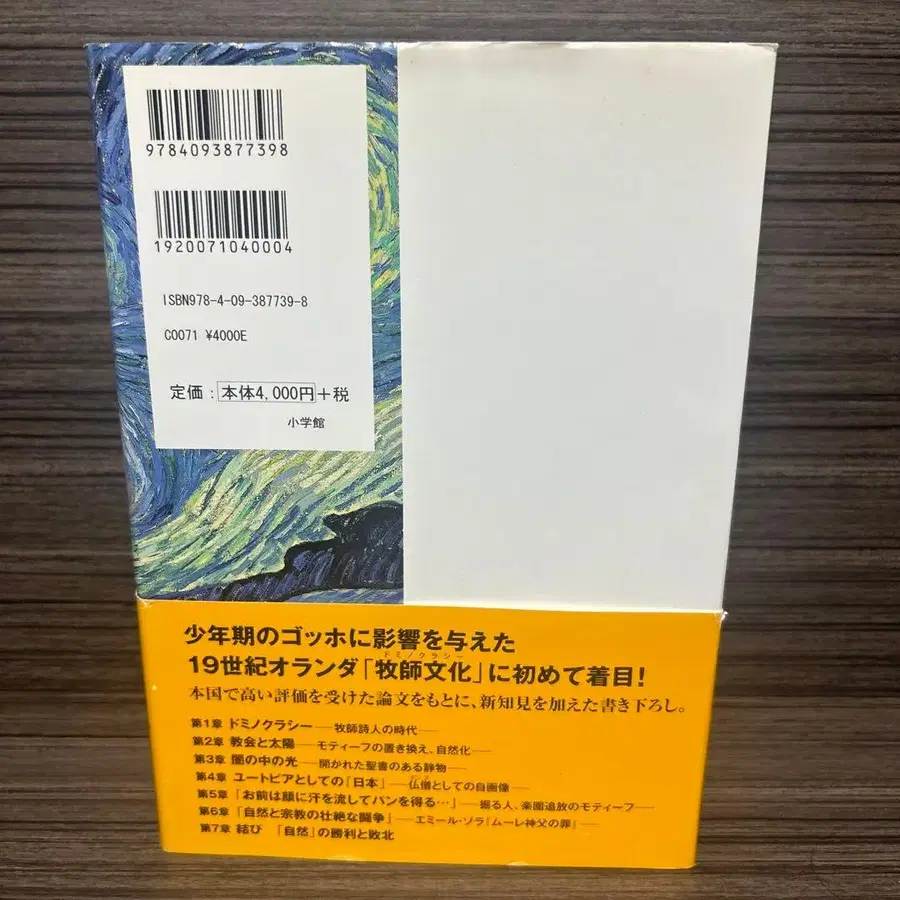 9784093877398
1920071040004
ISBN978-4-09-387739-8
C0071 ¥4000E
定価：本体4,000円＋税
小学館
少年期のゴッホに影響を与えた
ドミノクラシー
19世紀オランダ「牧師文化」に初めて着目！
本国で高い評価を受けた論文をもとに、新知見を加えた書き下ろし。
第1章 ドミノクラシー──牧師詩人の時代──
第2章 教会と太陽──モティーフの置き換え、自然化──
第3章 闇の中の光──開かれた聖書のある静物──
第4章 ユートピアとしての「日本」──仏僧としての自画像──
第5章 「お前は顔に汗を流してパンを得る…」──掘る人、楽園追放のモティーフ──
第6章 「自然と宗教の壮絶な闘争」──エミール・ゾラ『ムーレ神父の罪』──
第7章 結び 「自然」の勝利と敗北